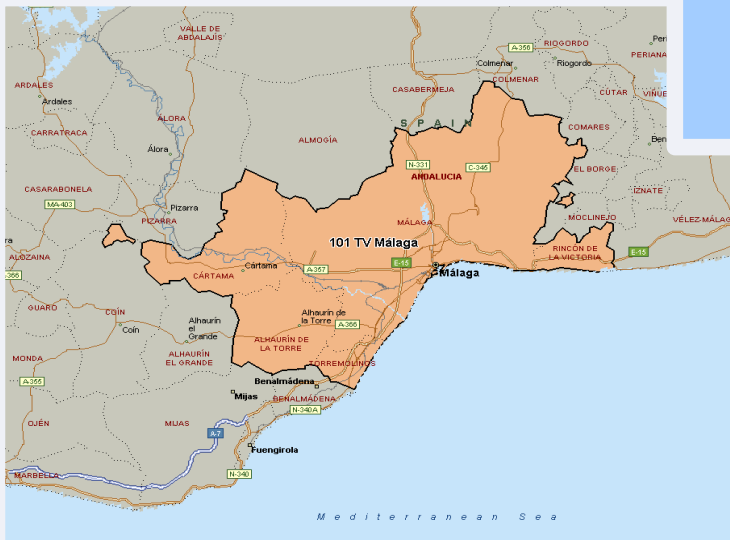 VALLE DE
ABDALAJÍS
A-356
RIOGORDO
PERIANA
Colmenar
Riogordo
COLMENAR
ARDALES
Ardales
CASABERMEJA
CÚTAR
CARRATRACA
ÁLORA
SPAIN
COMARES
ALMOGÍA
Álora
N-331
C-345
EL BORGE
ANDALUCIA
CASARABONELA
IZNATE
MA-403
Pizarra
PIZARRA
MÁLAGA
MOCLINEJO
101 TV Málaga
RINCÓN DE
LA VICTORIA
E-15
ALOZAINA
E-15
Cártama
A-357
Málaga
CÁRTAMA
GUARO
COÍN
Coín
Alhaurín
el
Grande
Alhaurín de
la Torre
A-366
ALHAURÍN DE
LA TORRE
MONDA
ALHAURÍN
EL GRANDE
TORREMOLINOS
A-355
Benalmádena
Mijas
BENALMÁDENA
N-340A
OJÉN
MIJAS
A-7
Fuengirola
MARBELLA
N-340
Mediterranean Sea